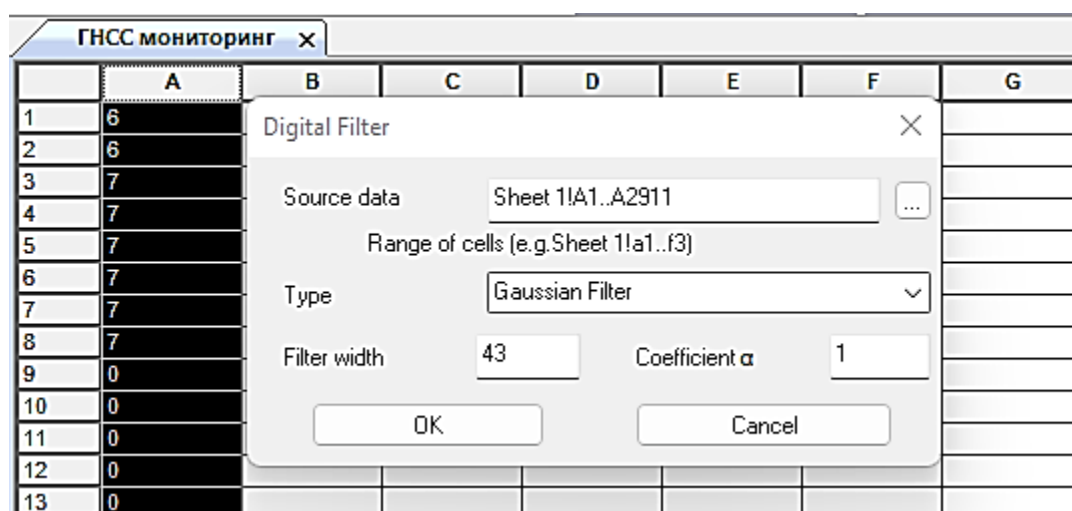 ГНСС мониторинг x
A B C D E F G
1 6
2 6
3 7
4 7
5 7
6 7
7 7
8 7
9 0
10 0
11 0
12 0
13 0
Digital Filter
Source data Sheet 1!A1..A2911 ...
Range of cells (e.g.Sheet 1!a1..f3)
Type Gaussian Filter
Filter width 43 Coefficient α 1
OK Cancel